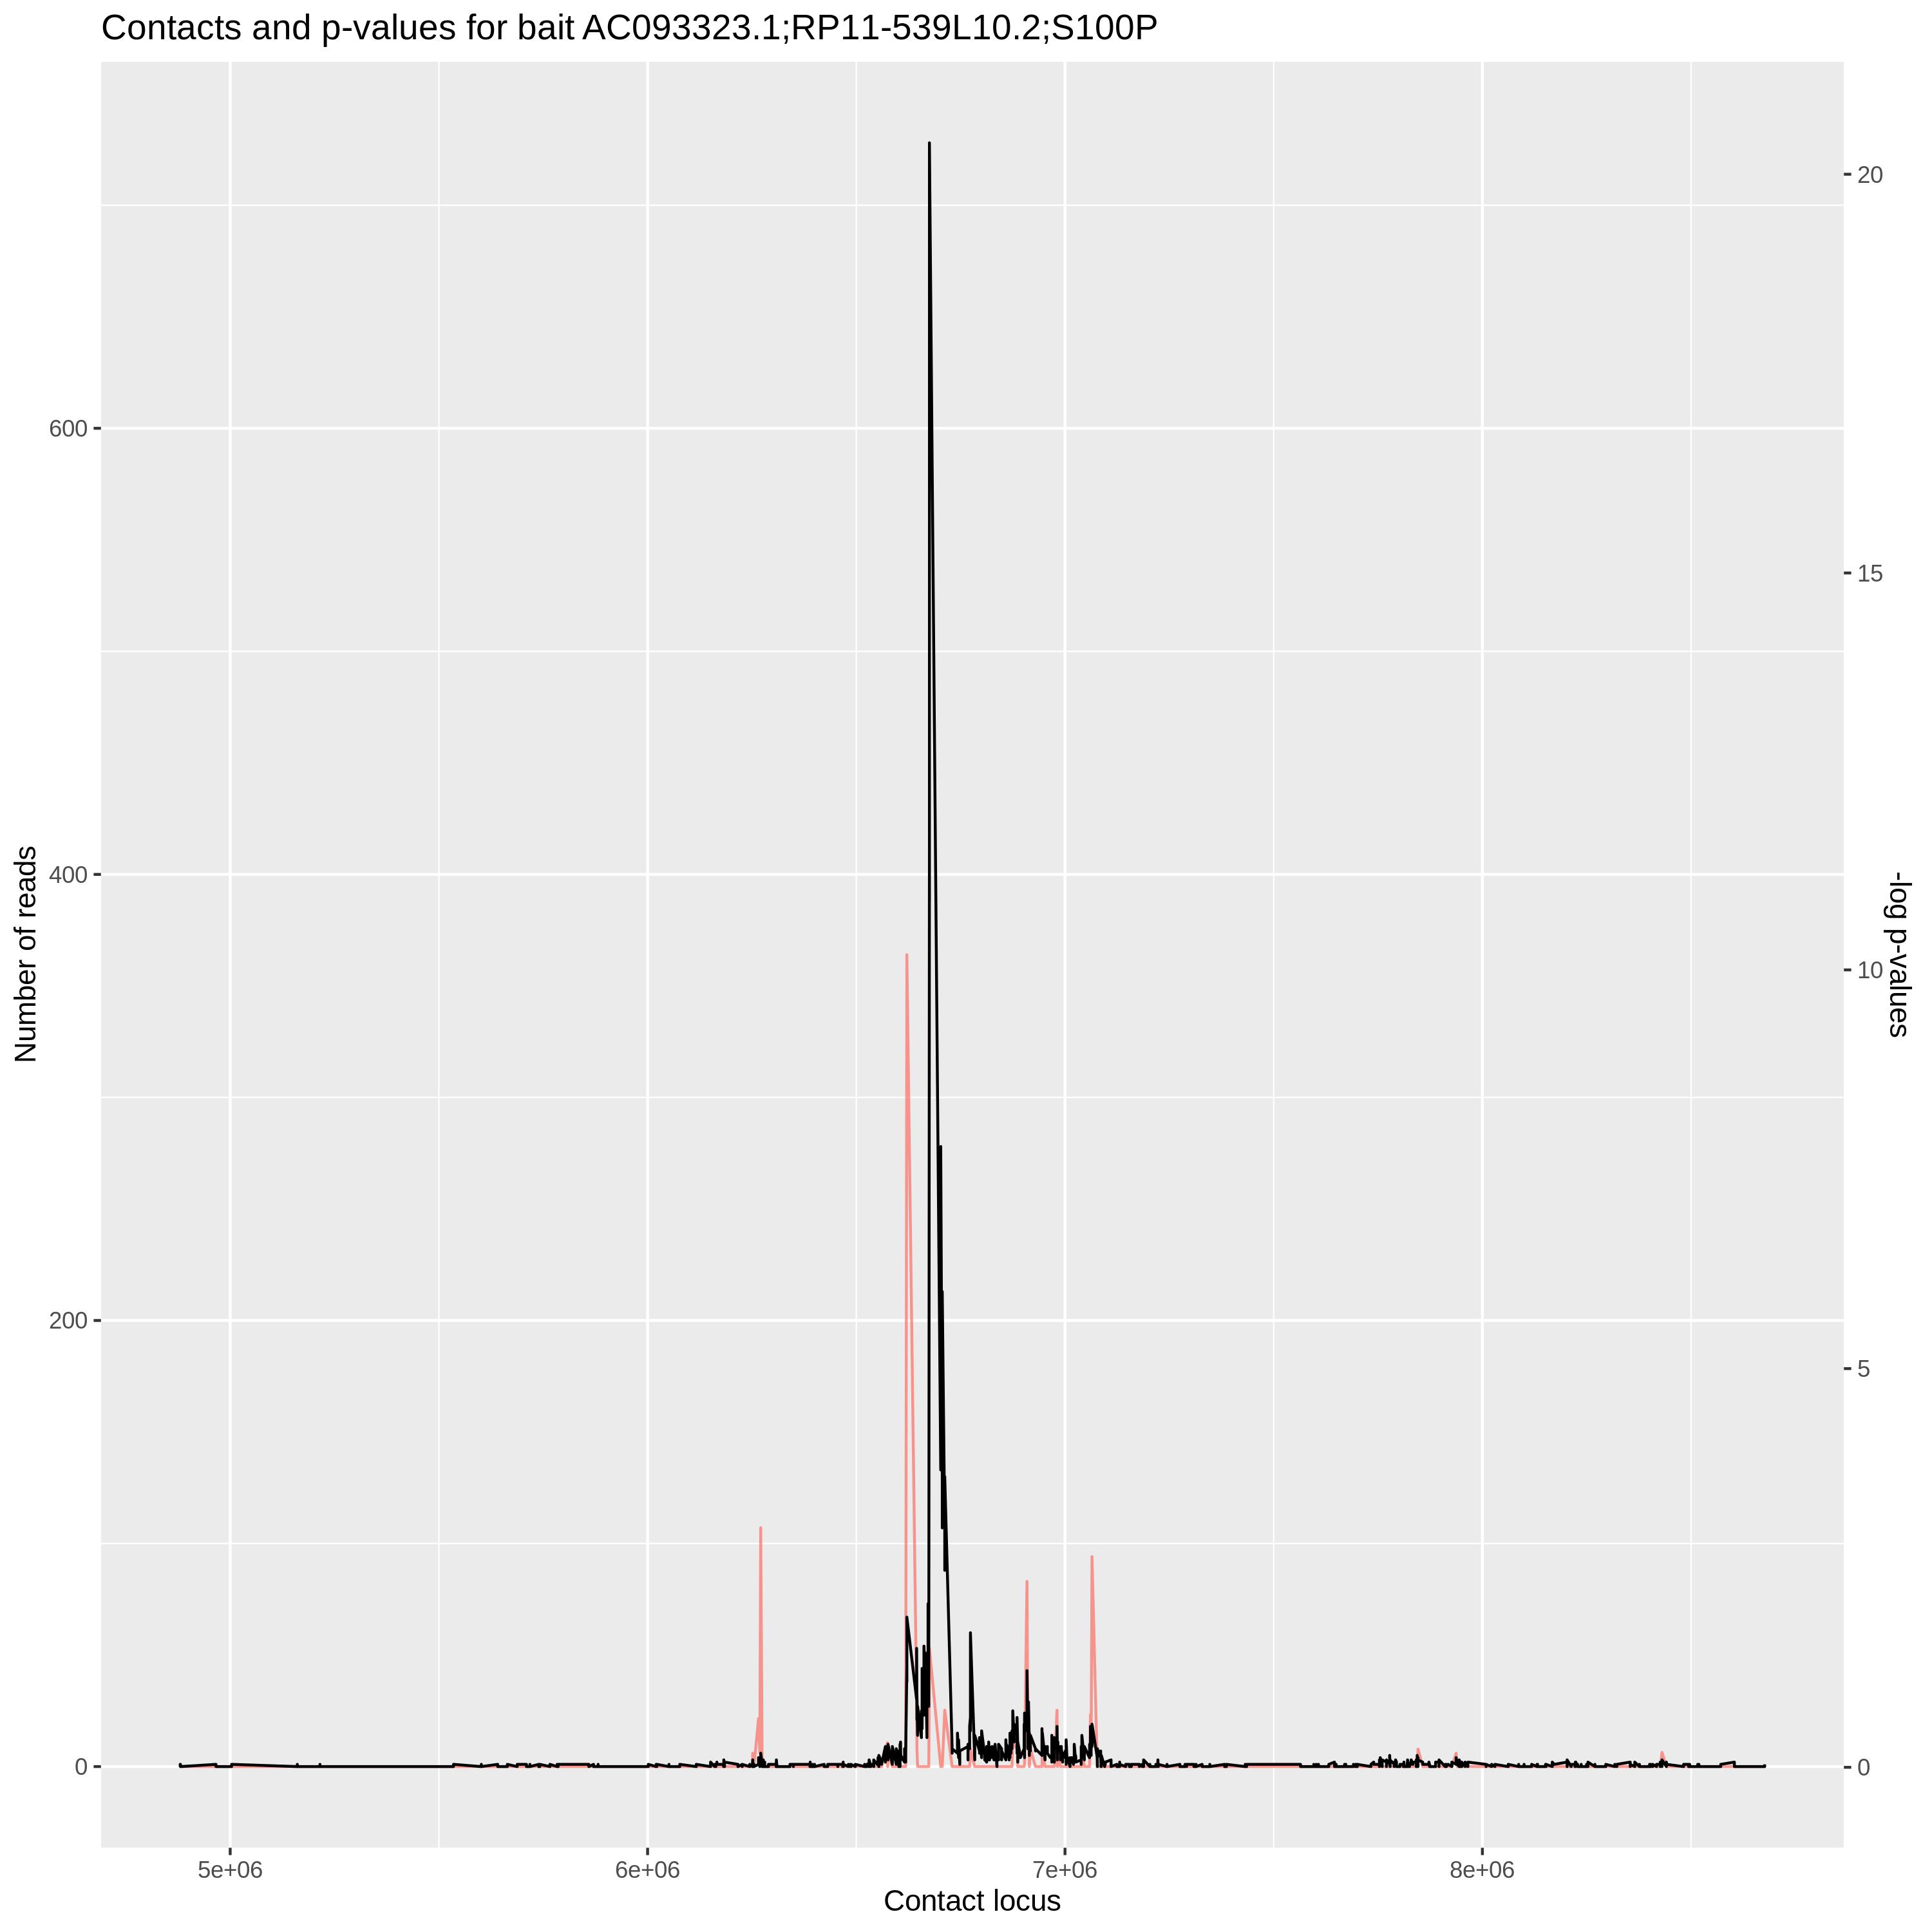 Contacts and p-values for bait AC093323.1;RP11-539L10.2;S100P
Number of reads
600
400
200
0
20
15
10
5
0
-log p-values
5e+06
6e+06
7e+06
8e+06
Contact locus